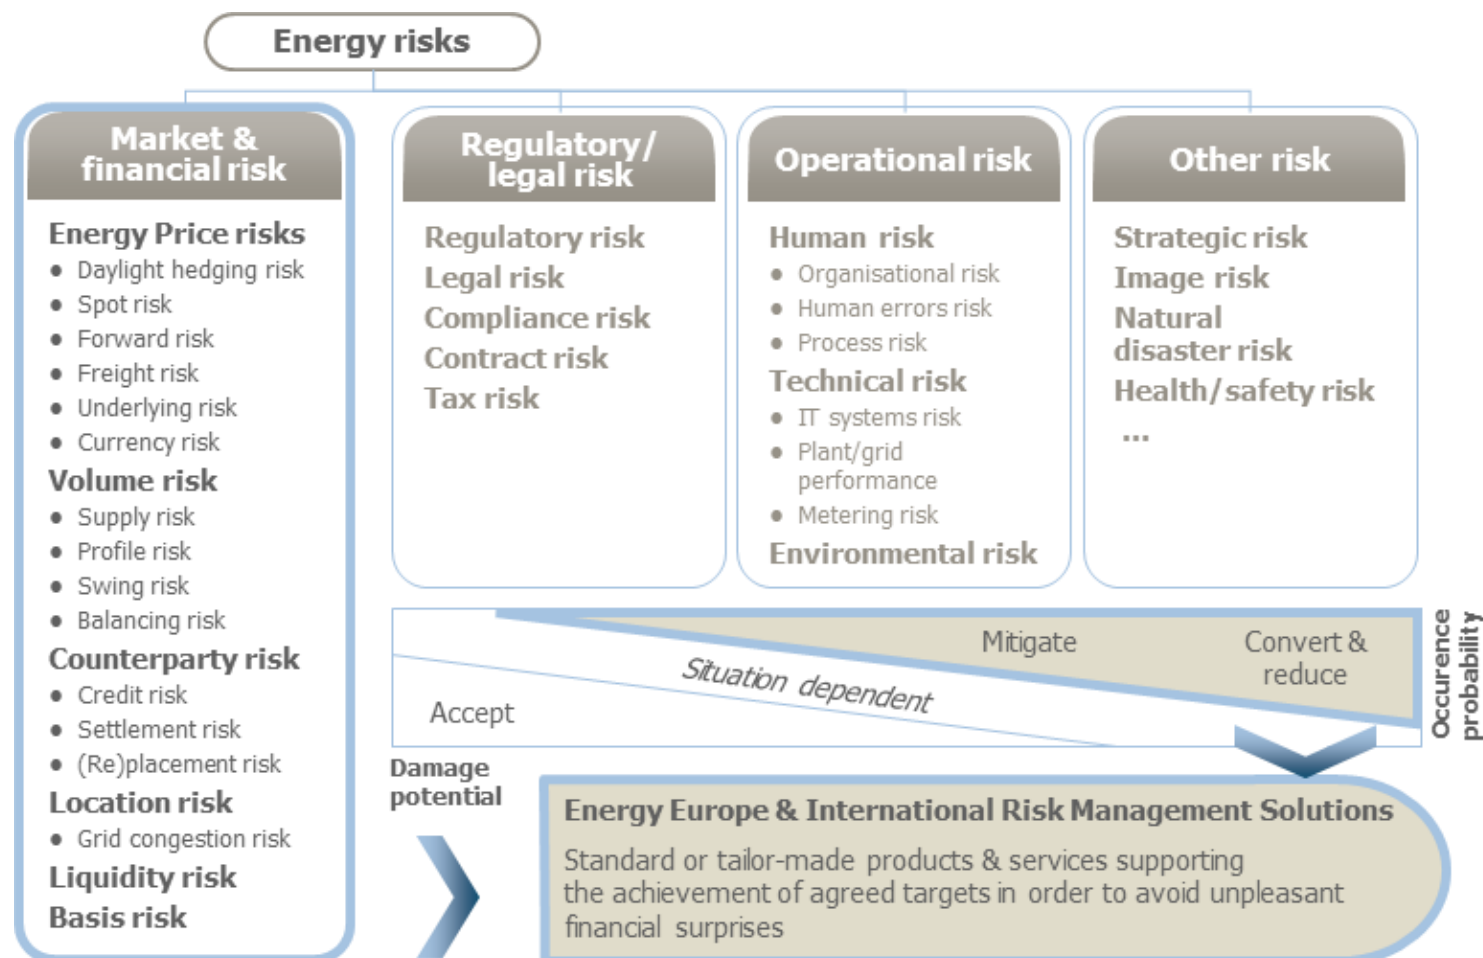 Energy risks
Market &
financial risk
Energy Price risks
● Daylight hedging risk
● Spot risk
● Forward risk
● Freight risk
● Underlying risk
● Currency risk
Volume risk
● Supply risk
● Profile risk
● Swing risk
● Balancing risk
Counterparty risk
● Credit risk
● Settlement risk
● (Re)placement risk
Location risk
● Grid congestion risk
Liquidity risk
Basis risk
Regulatory/
legal risk
Regulatory risk
Legal risk
Compliance risk
Contract risk
Tax risk
Operational risk
Human risk
● Organisational risk
● Human errors risk
● Process risk
Technical risk
● IT systems risk
● Plant/grid
performance
● Metering risk
Environmental risk
Other risk
Strategic risk
Image risk
Natural
disaster risk
Health/safety risk
...
Accept
Situation dependent
Mitigate
Convert &
reduce
Occurence
probability
Damage
potential
Energy Europe & International Risk Management Solutions
Standard or tailor-made products & services supporting
the achievement of agreed targets in order to avoid unpleasant
financial surprises